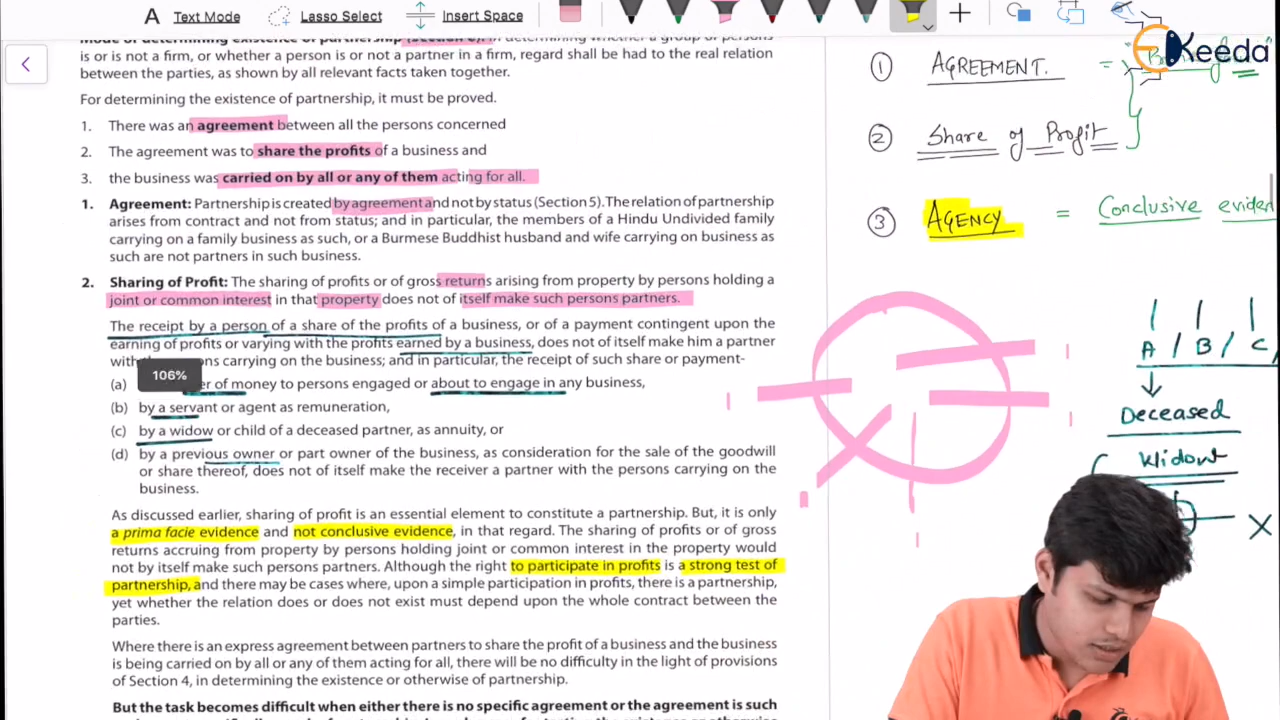 A Text Mode Lasso Select Insert Space
Keeda
is or is not a firm, or whether a person is or not a partner in a firm, regard shall be had to the real relation
between the parties, as shown by all relevant facts taken together.
For determining the existence of partnership, it must be proved.
1. There was an agreement between all the persons concerned
2. The agreement was to share the profits of a business and
3. the business was carried on by all or any of them acting for all.
1. Agreement: Partnership is created by agreement and not by status (Section 5). The relation of partnership
arises from contract and not from status; and in particular, the members of a Hindu Undivided family
carrying on a family business as such, or a Burmese Buddhist husband and wife carrying on business as
such are not partners in such business.
2. Sharing of Profit: The sharing of profits or of gross returns arising from property by persons holding a
joint or common interest in that property does not of itself make such persons partners.
The receipt by a person of a share of the profits of a business, or of a payment contingent upon the
earning of profits or varying with the profits earned by a business, does not of itself make him a partner
with carrying on the business; and in particular, the receipt of such share or payment-
106%
(a) of money to persons engaged or about to engage in any business,
(b) by a servant or agent as remuneration,
(c) by a widow or child of a deceased partner, as annuity, or
(d) by a previous owner or part owner of the business, as consideration for the sale of the goodwill
or share thereof, does not of itself make the receiver a partner with the persons carrying on the
business.
As discussed earlier, sharing of profit is an essential element to constitute a partnership. But, it is only
a prima facie evidence and not conclusive evidence, in that regard. The sharing of profits or of gross
returns accruing from property by persons holding joint or common interest in the property would
not by itself make such persons partners. Although the right to participate in profits is a strong test of
partnership, and there may be cases where, upon a simple participation in profits, there is a partnership,
yet whether the relation does or does not exist must depend upon the whole contract between the
parties.
Where there is an express agreement between partners to share the profit of a business and the business
is being carried on by all or any of them acting for all, there will be no difficulty in the light of provisions
of Section 4, in determining the existence or otherwise of partnership.
But the task becomes difficult when either there is no specific agreement or the agreement is such
① AGREEMENT. =
② Share of Profit
③ AGENCY = Conclusive
A / B / C
Deceased
Widow
X